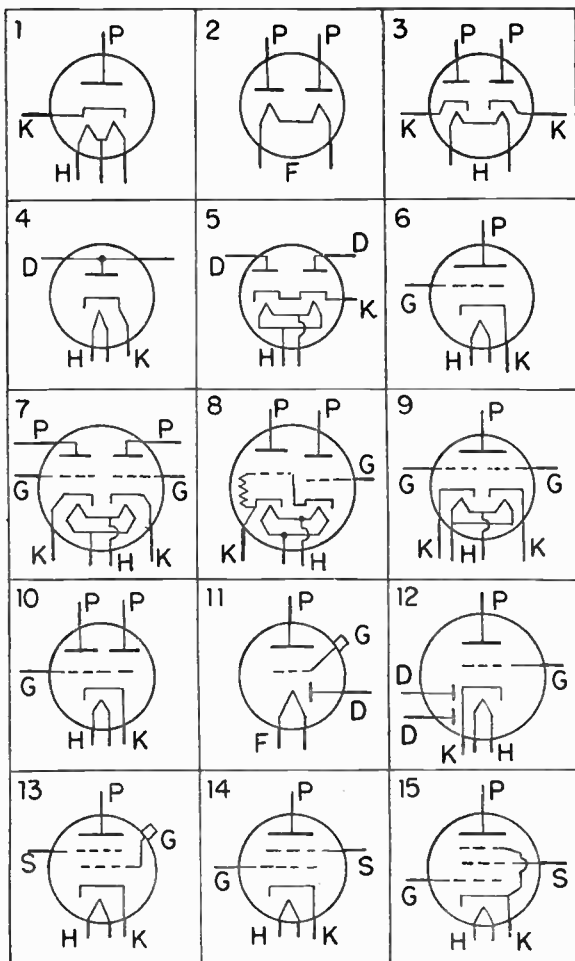 1 P K H
2 P P F
3 P P K K H
4 D H K
5 D D K H
6 P G H K
7 P P G G K H K
8 P P G K H
9 P G G K H K
10 P P G H K
11 P G D F
12 P G D D K H
13 P G S H K
14 P S G H K
15 P S G H K